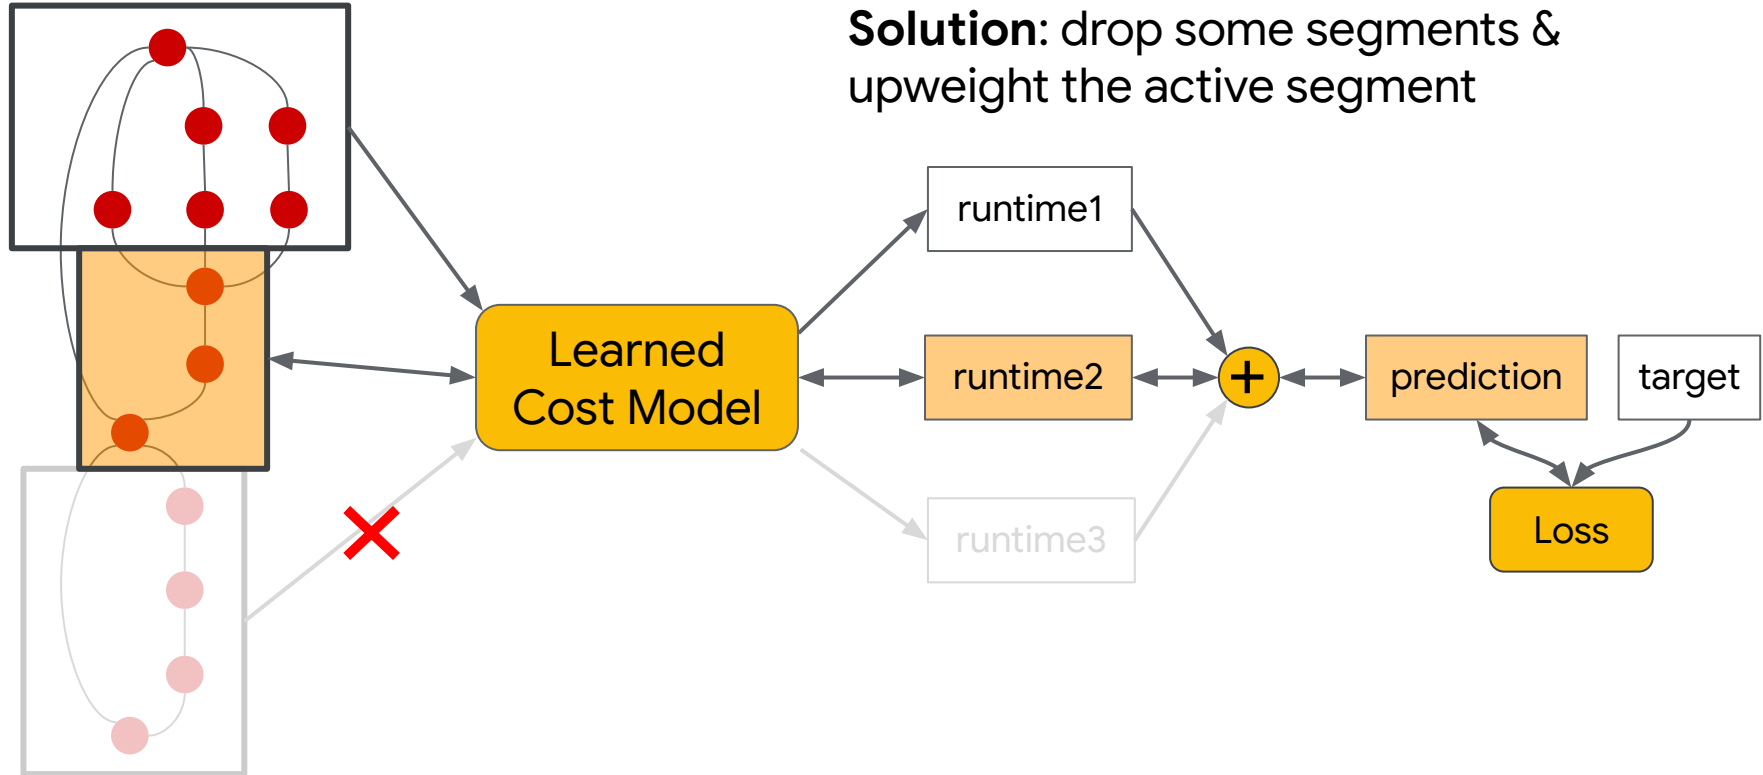 Solution: drop some segments &
upweight the active segment
runtime1
Learned
Cost Model
runtime2
+
prediction
target
runtime3
Loss